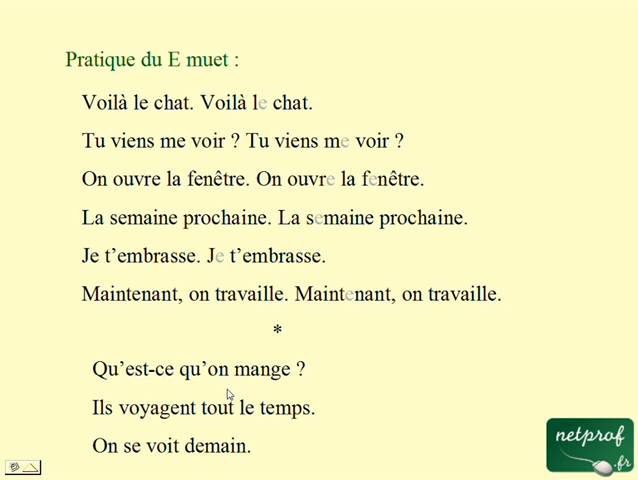 Pratique du E muet :
Voilà le chat. Voilà le chat.
Tu viens me voir ? Tu viens me voir ?
On ouvre la fenêtre. On ouvre la fenêtre.
La semaine prochaine. La semaine prochaine.
Je t’embrasse. Je t’embrasse.
Maintenant, on travaille. Maintenant, on travaille.
*
Qu’est-ce qu’on mange ?
Ils voyagent tout le temps.
On se voit demain.
netprof
.fr